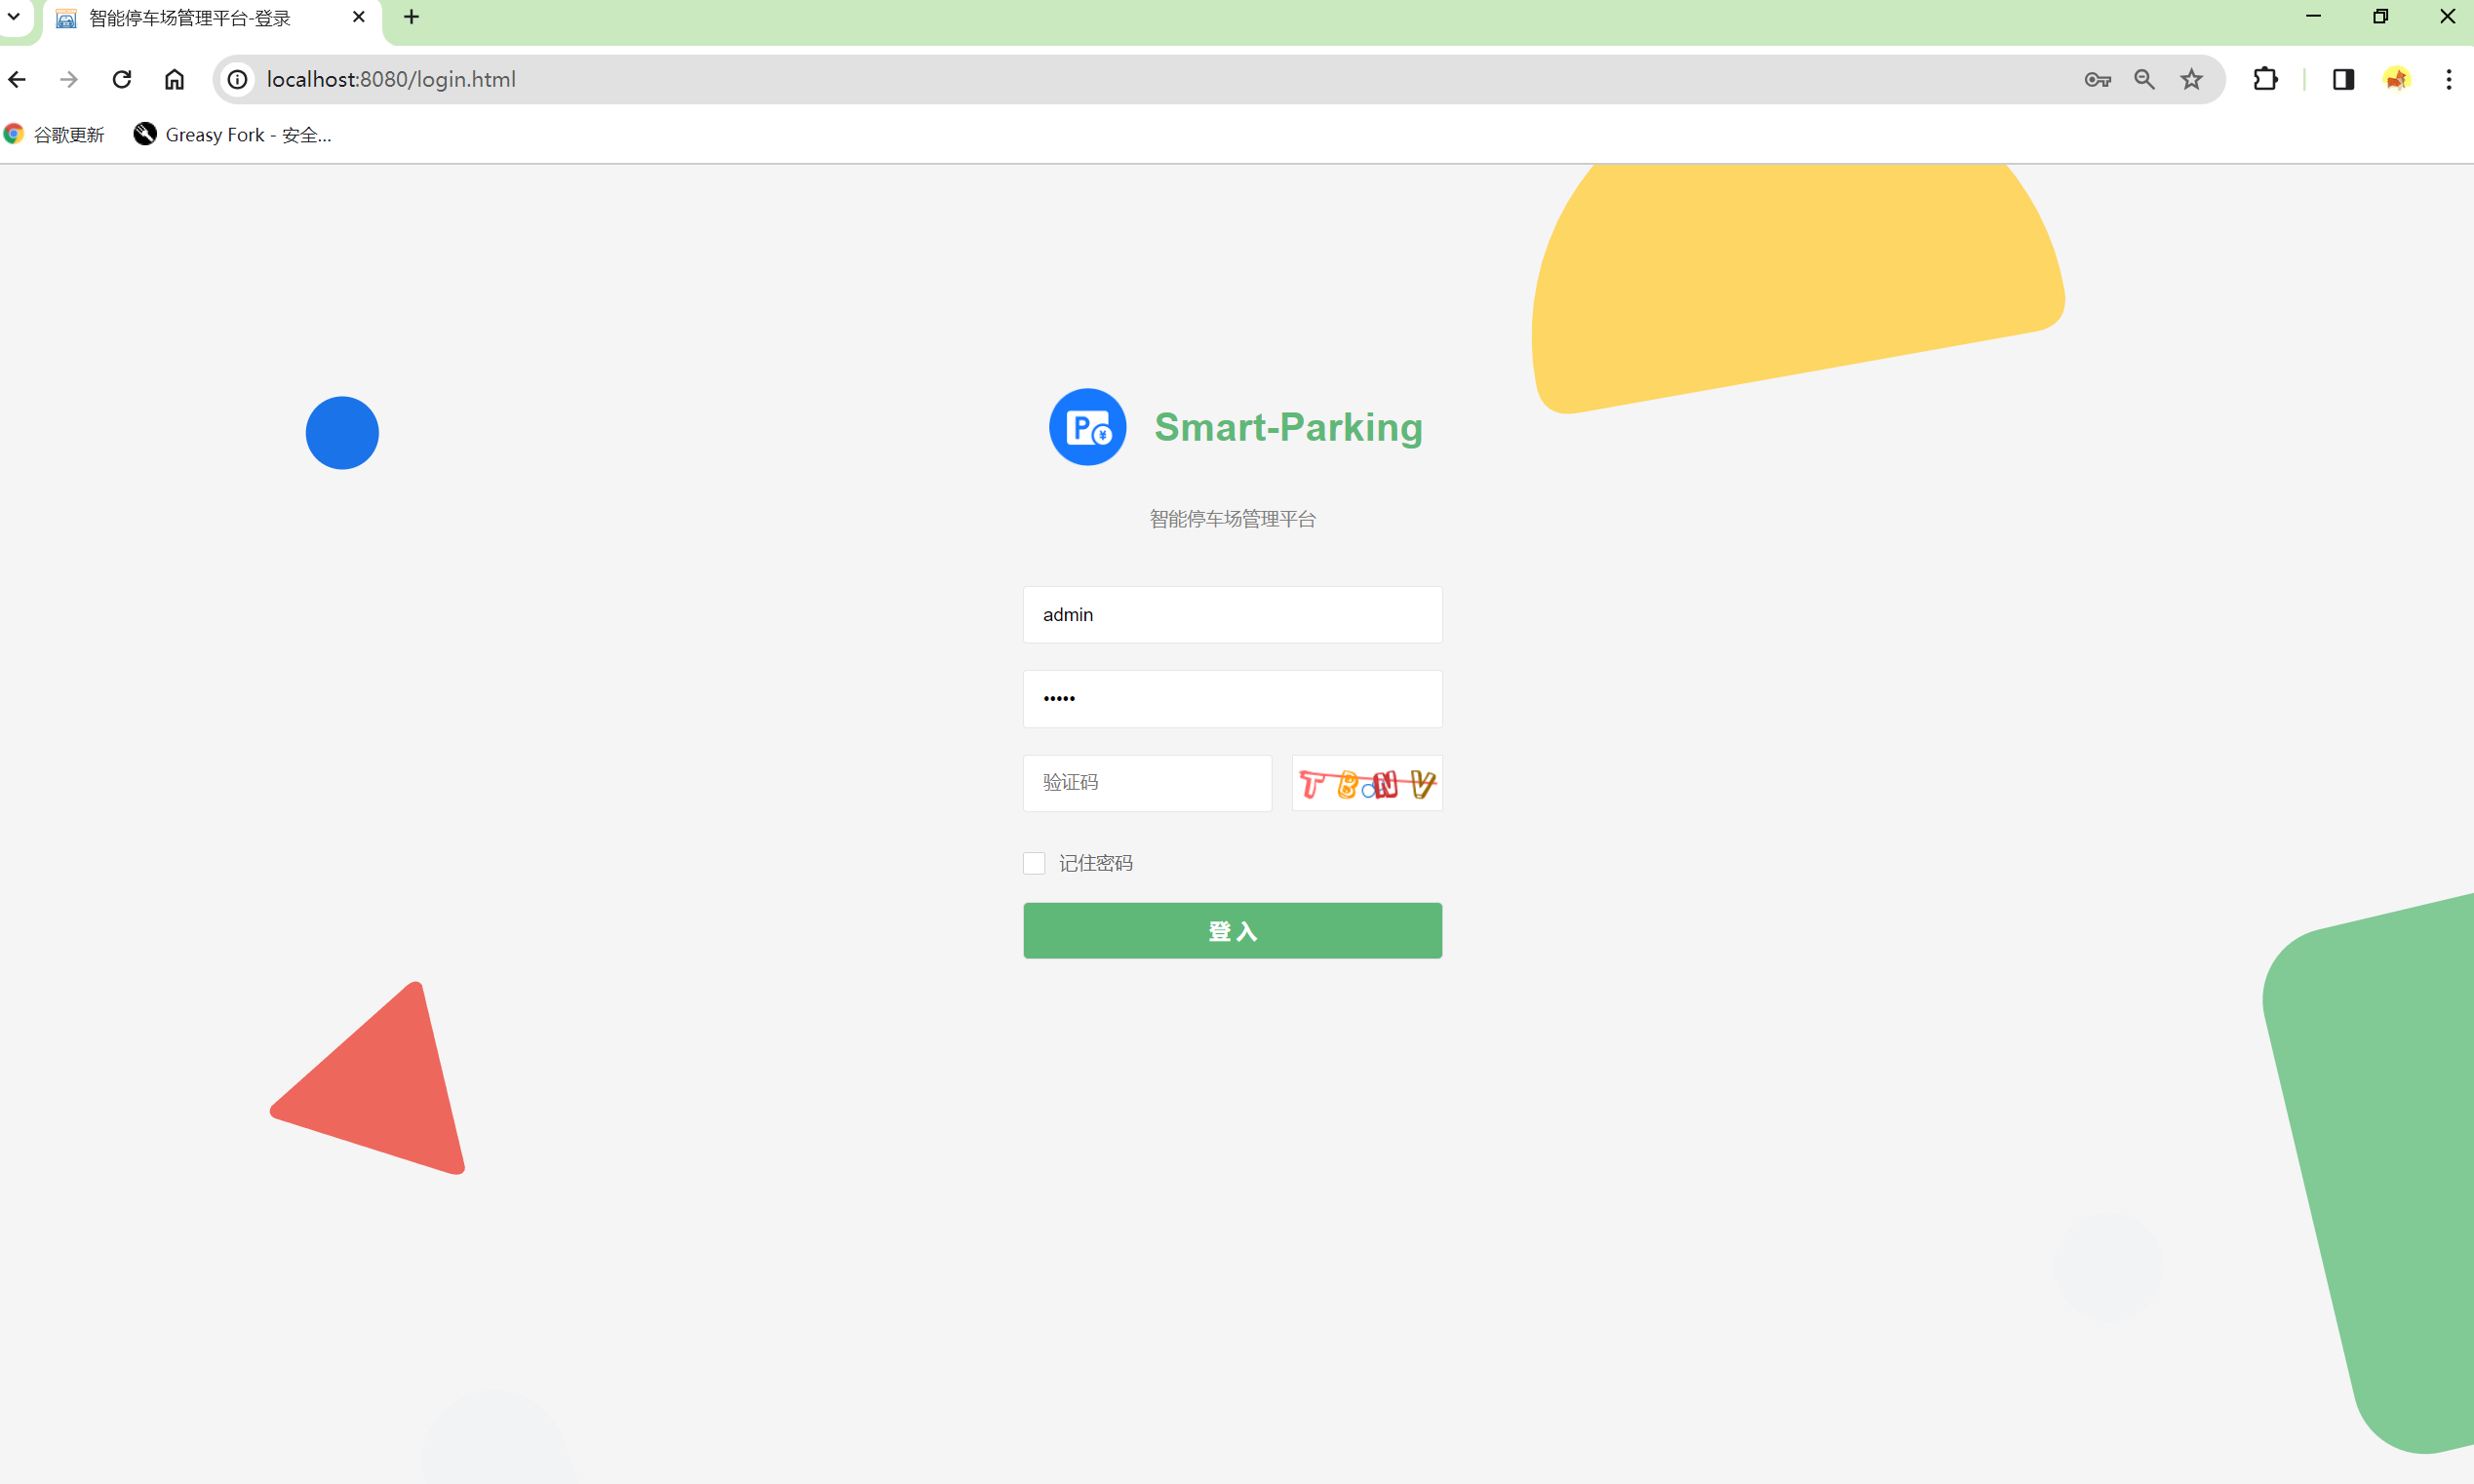 智能停车场管理平台-登录
localhost:8080/login.html
谷歌更新
Greasy Fork - 安全...
P ¥
Smart-Parking
智能停车场管理平台
admin
•••••
验证码
T B N V
记住密码
登 入